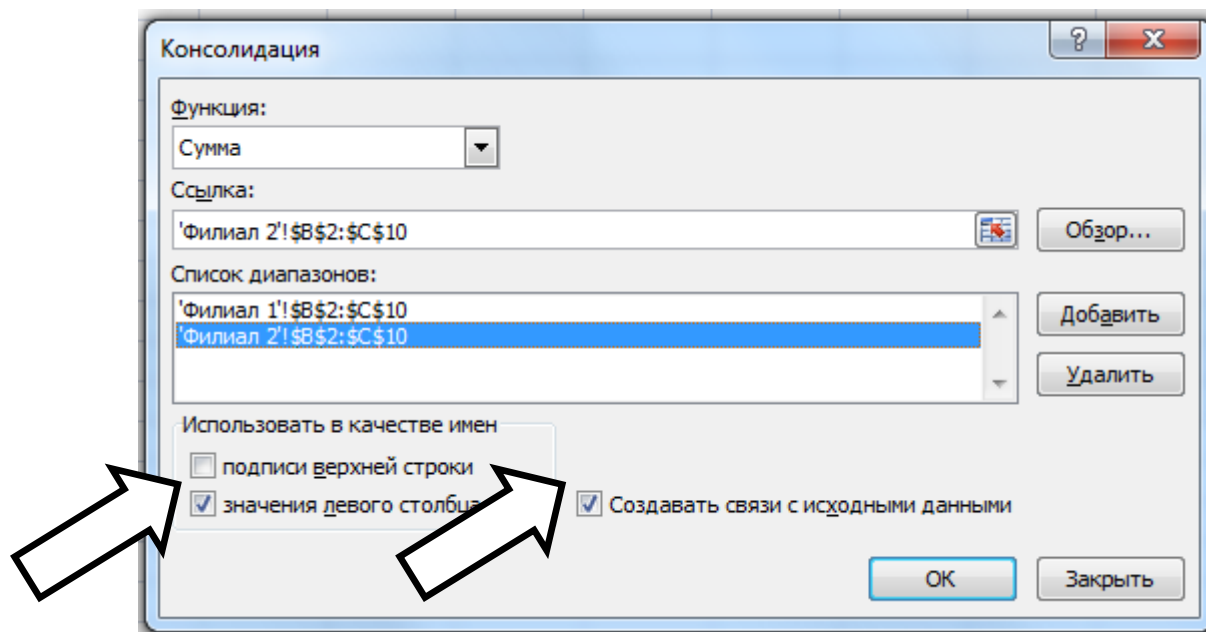 Консолидация
Функция:
Сумма
Ссылка:
'Филиал 2'!$B$2:$C$10
Обзор...
Список диапазонов:
'Филиал 1'!$B$2:$C$10
'Филиал 2'!$B$2:$C$10
Добавить
Удалить
Использовать в качестве имен
подписи верхней строки
значения левого столбца
Создавать связи с исходными данными
ОК
Закрыть